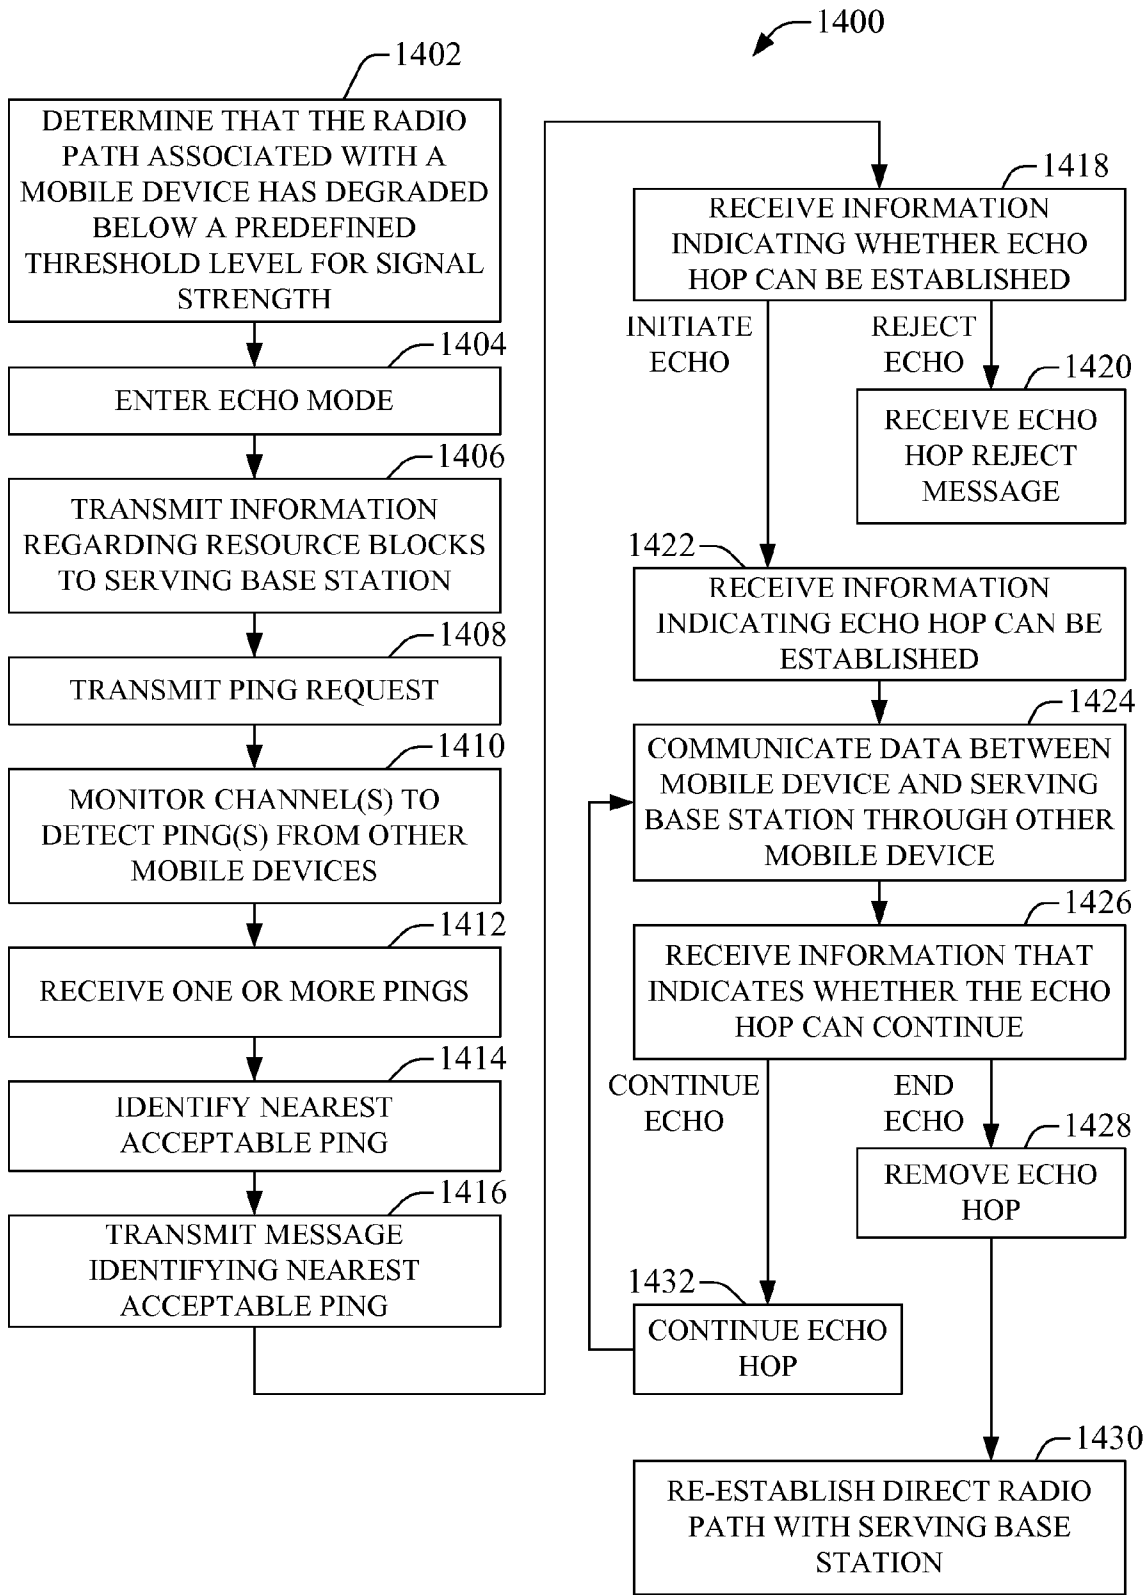 1400
1402
DETERMINE THAT THE RADIO
PATH ASSOCIATED WITH A
MOBILE DEVICE HAS DEGRADED
BELOW A PREDEFINED
THRESHOLD LEVEL FOR SIGNAL
STRENGTH
1404
ENTER ECHO MODE
1406
TRANSMIT INFORMATION
REGARDING RESOURCE BLOCKS
TO SERVING BASE STATION
1408
TRANSMIT PING REQUEST
1410
MONITOR CHANNEL(S) TO
DETECT PING(S) FROM OTHER
MOBILE DEVICES
1412
RECEIVE ONE OR MORE PINGS
1414
IDENTIFY NEAREST
ACCEPTABLE PING
1416
TRANSMIT MESSAGE
IDENTIFYING NEAREST
ACCEPTABLE PING
1418
RECEIVE INFORMATION
INDICATING WHETHER ECHO
HOP CAN BE ESTABLISHED
INITIATE
ECHO
REJECT
ECHO
1420
RECEIVE ECHO
HOP REJECT
MESSAGE
1422
RECEIVE INFORMATION
INDICATING ECHO HOP CAN BE
ESTABLISHED
1424
COMMUNICATE DATA BETWEEN
MOBILE DEVICE AND SERVING
BASE STATION THROUGH OTHER
MOBILE DEVICE
1426
RECEIVE INFORMATION THAT
INDICATES WHETHER THE ECHO
HOP CAN CONTINUE
CONTINUE
ECHO
END
ECHO
1428
REMOVE ECHO
HOP
1432
CONTINUE ECHO
HOP
1430
RE-ESTABLISH DIRECT RADIO
PATH WITH SERVING BASE
STATION